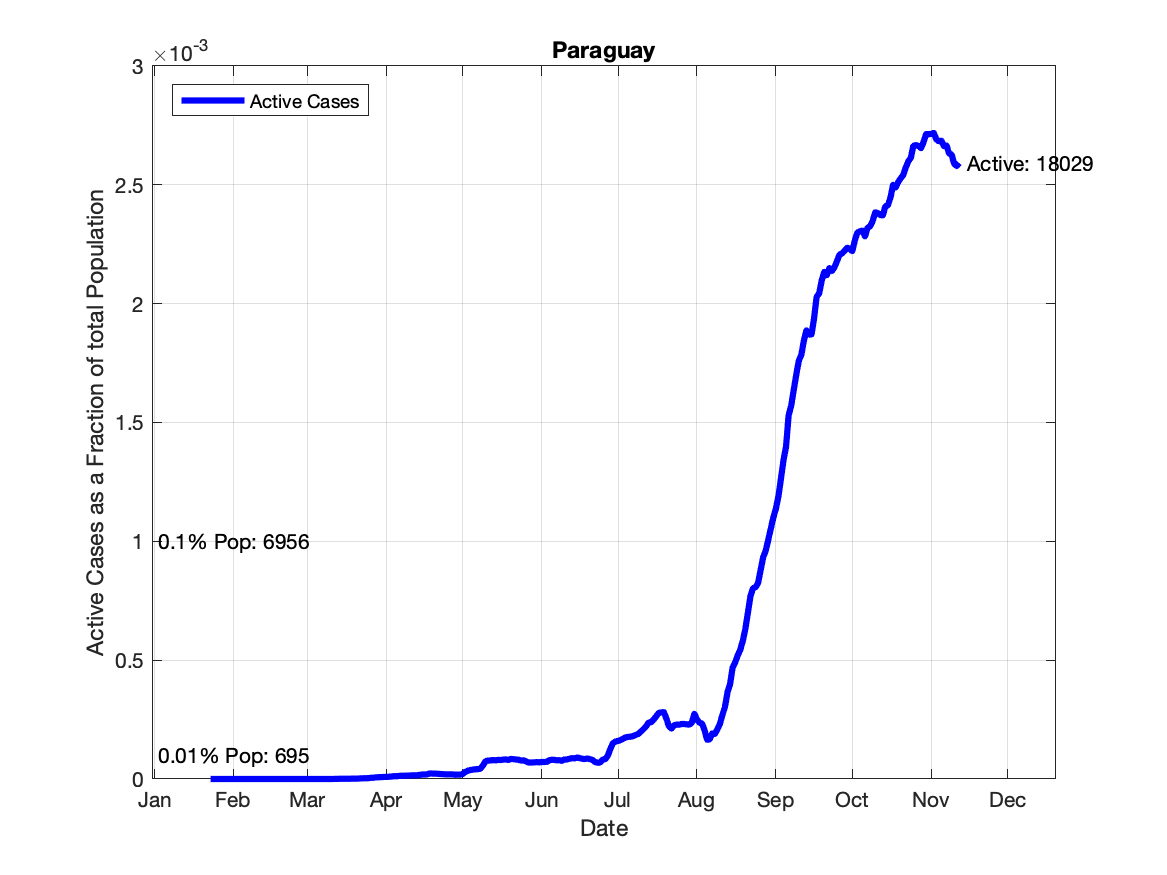 Paraguay
×10-3
3
2.5
2
1.5
1
0.5
0
Active Cases
Active: 18029
0.1% Pop: 6956
0.01% Pop: 695
Active Cases as a Fraction of total Population
Jan Feb Mar Apr May Jun Jul Aug Sep Oct Nov Dec
Date